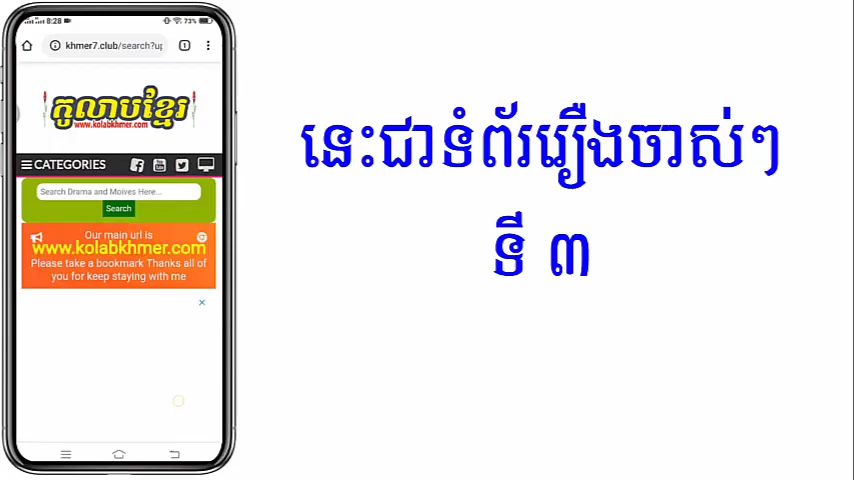 8:28
73%
khmer7.club/search?up
1
កូលាបខ្មែរ
www.kolabkhmer.com
CATEGORIES
Search Drama and Moives Here...
Search
Our main url is
www.kolabkhmer.com
Please take a bookmark Thanks all of
you for keep staying with me
នេះជាទំព័ររឿងចាស់ៗ
ទី ៣